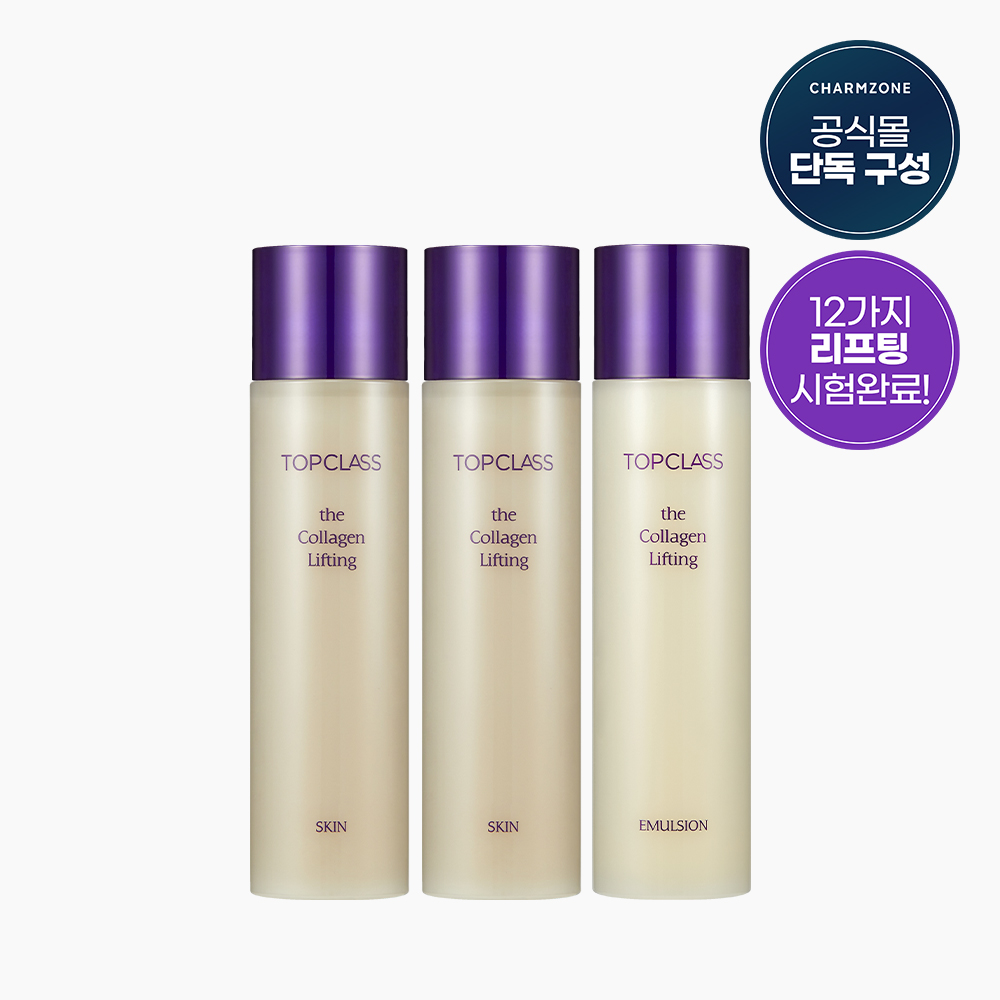 CHARMZONE
공식몰
단독 구성
12가지
리프팅
시험완료!
TOPCLASS
the
Collagen
Lifting
SKIN
TOPCLASS
the
Collagen
Lifting
SKIN
TOPCLASS
the
Collagen
Lifting
EMULSION